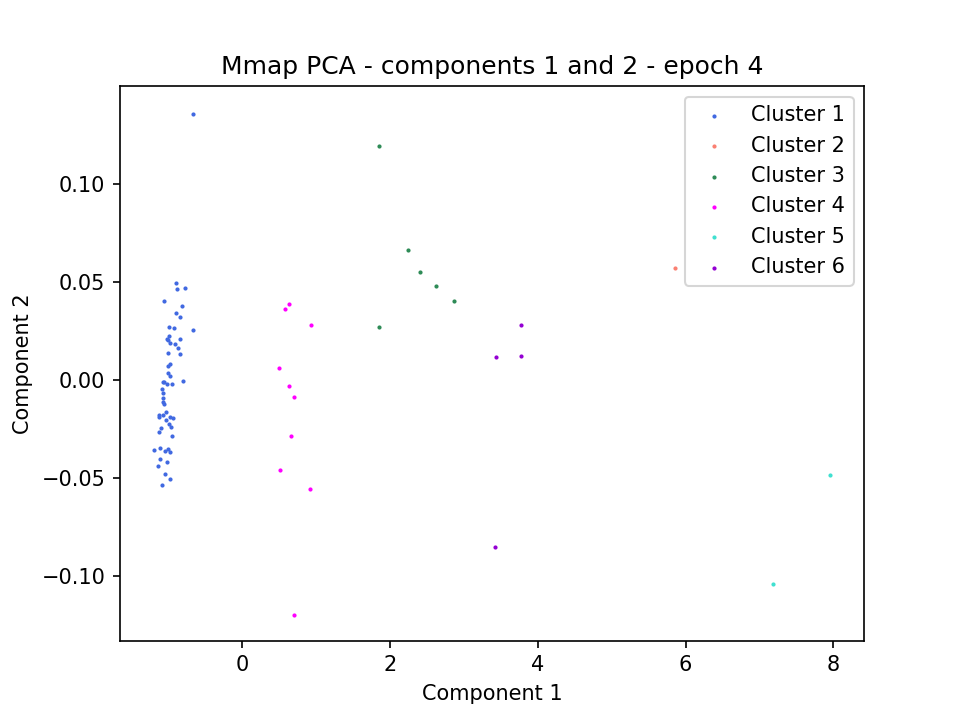 Mmap PCA - components 1 and 2 - epoch 4
Cluster 1
Cluster 2
Cluster 3
Cluster 4
Cluster 5
Cluster 6
Component 2
0.10
0.05
0.00
−0.05
−0.10
0
2
4
6
8
Component 1